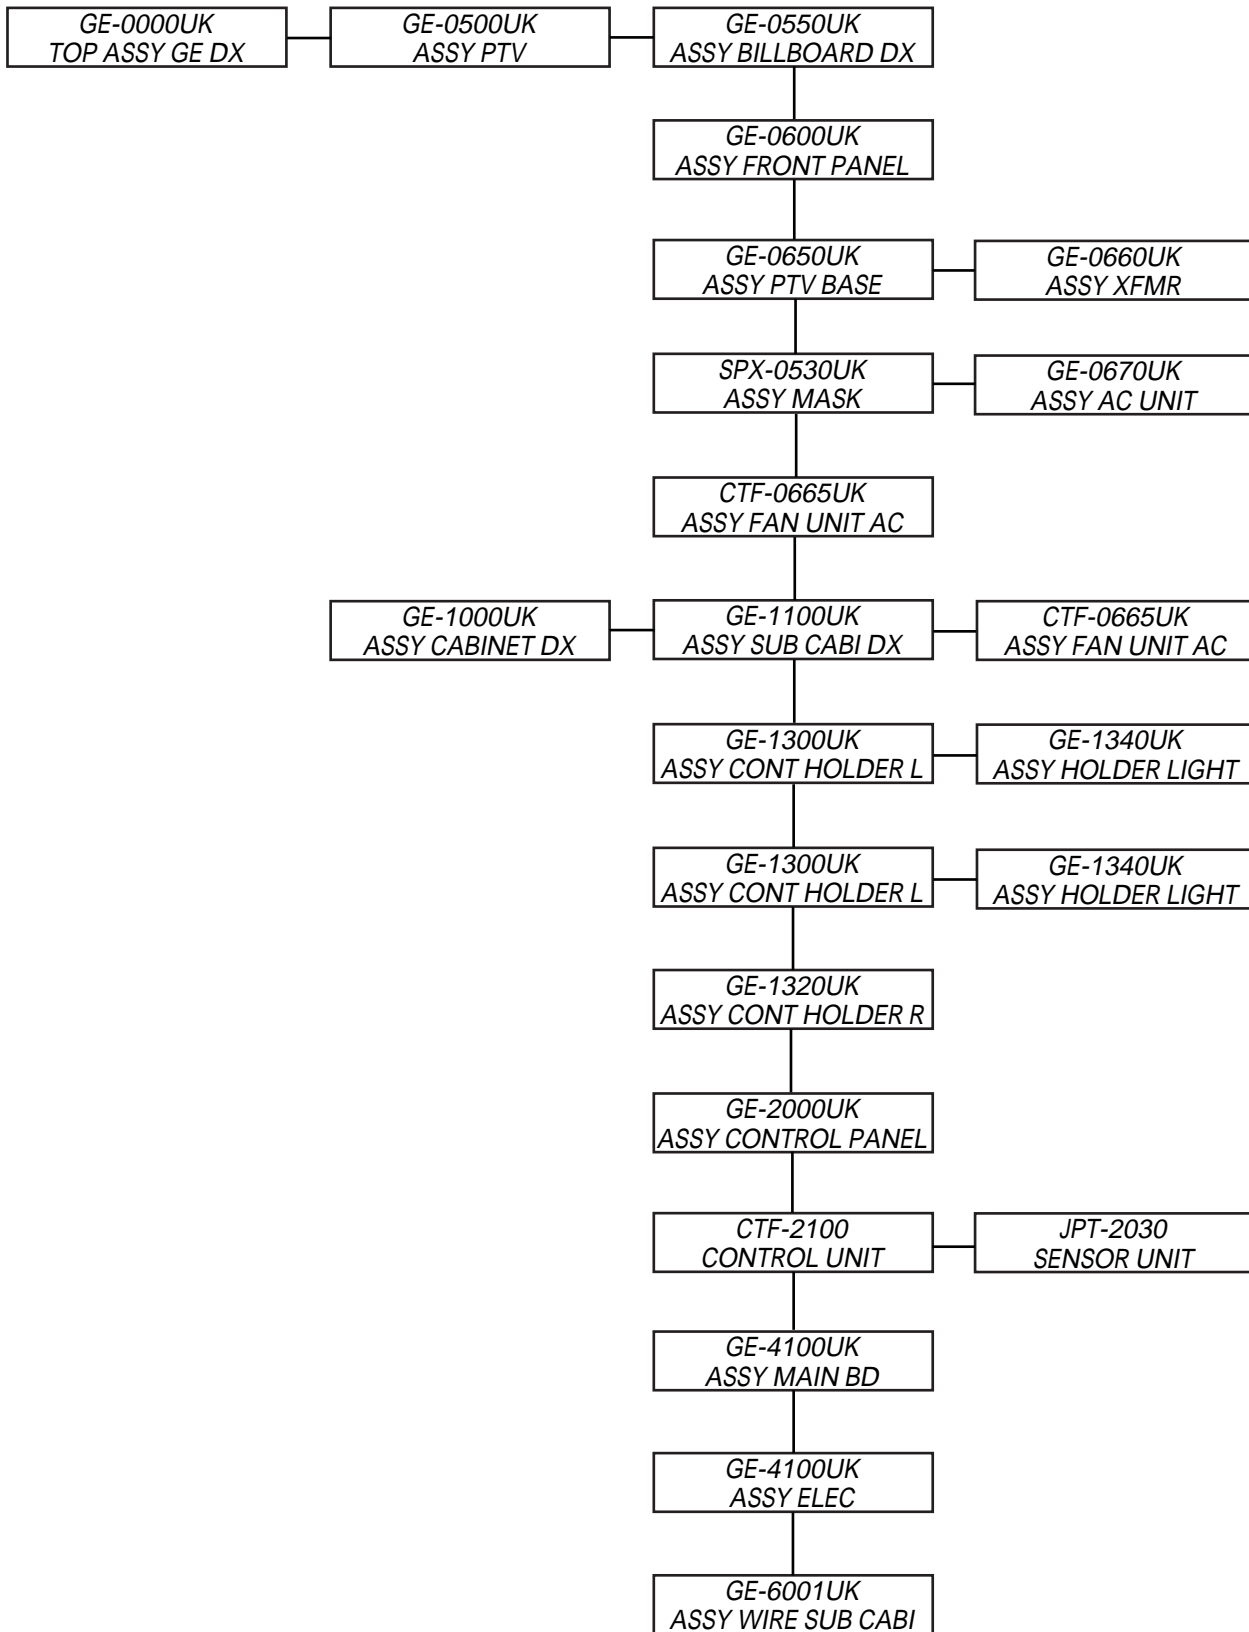 GE-0000UK
TOP ASSY GE DX
GE-0500UK
ASSY PTV
GE-0550UK
ASSY BILLBOARD DX
GE-0600UK
ASSY FRONT PANEL
GE-0650UK
ASSY PTV BASE
GE-0660UK
ASSY XFMR
SPX-0530UK
ASSY MASK
GE-0670UK
ASSY AC UNIT
CTF-0665UK
ASSY FAN UNIT AC
GE-1000UK
ASSY CABINET DX
GE-1100UK
ASSY SUB CABI DX
CTF-0665UK
ASSY FAN UNIT AC
GE-1300UK
ASSY CONT HOLDER L
GE-1340UK
ASSY HOLDER LIGHT
GE-1300UK
ASSY CONT HOLDER L
GE-1340UK
ASSY HOLDER LIGHT
GE-1320UK
ASSY CONT HOLDER R
GE-2000UK
ASSY CONTROL PANEL
CTF-2100
CONTROL UNIT
JPT-2030
SENSOR UNIT
GE-4100UK
ASSY MAIN BD
GE-4100UK
ASSY ELEC
GE-6001UK
ASSY WIRE SUB CABI